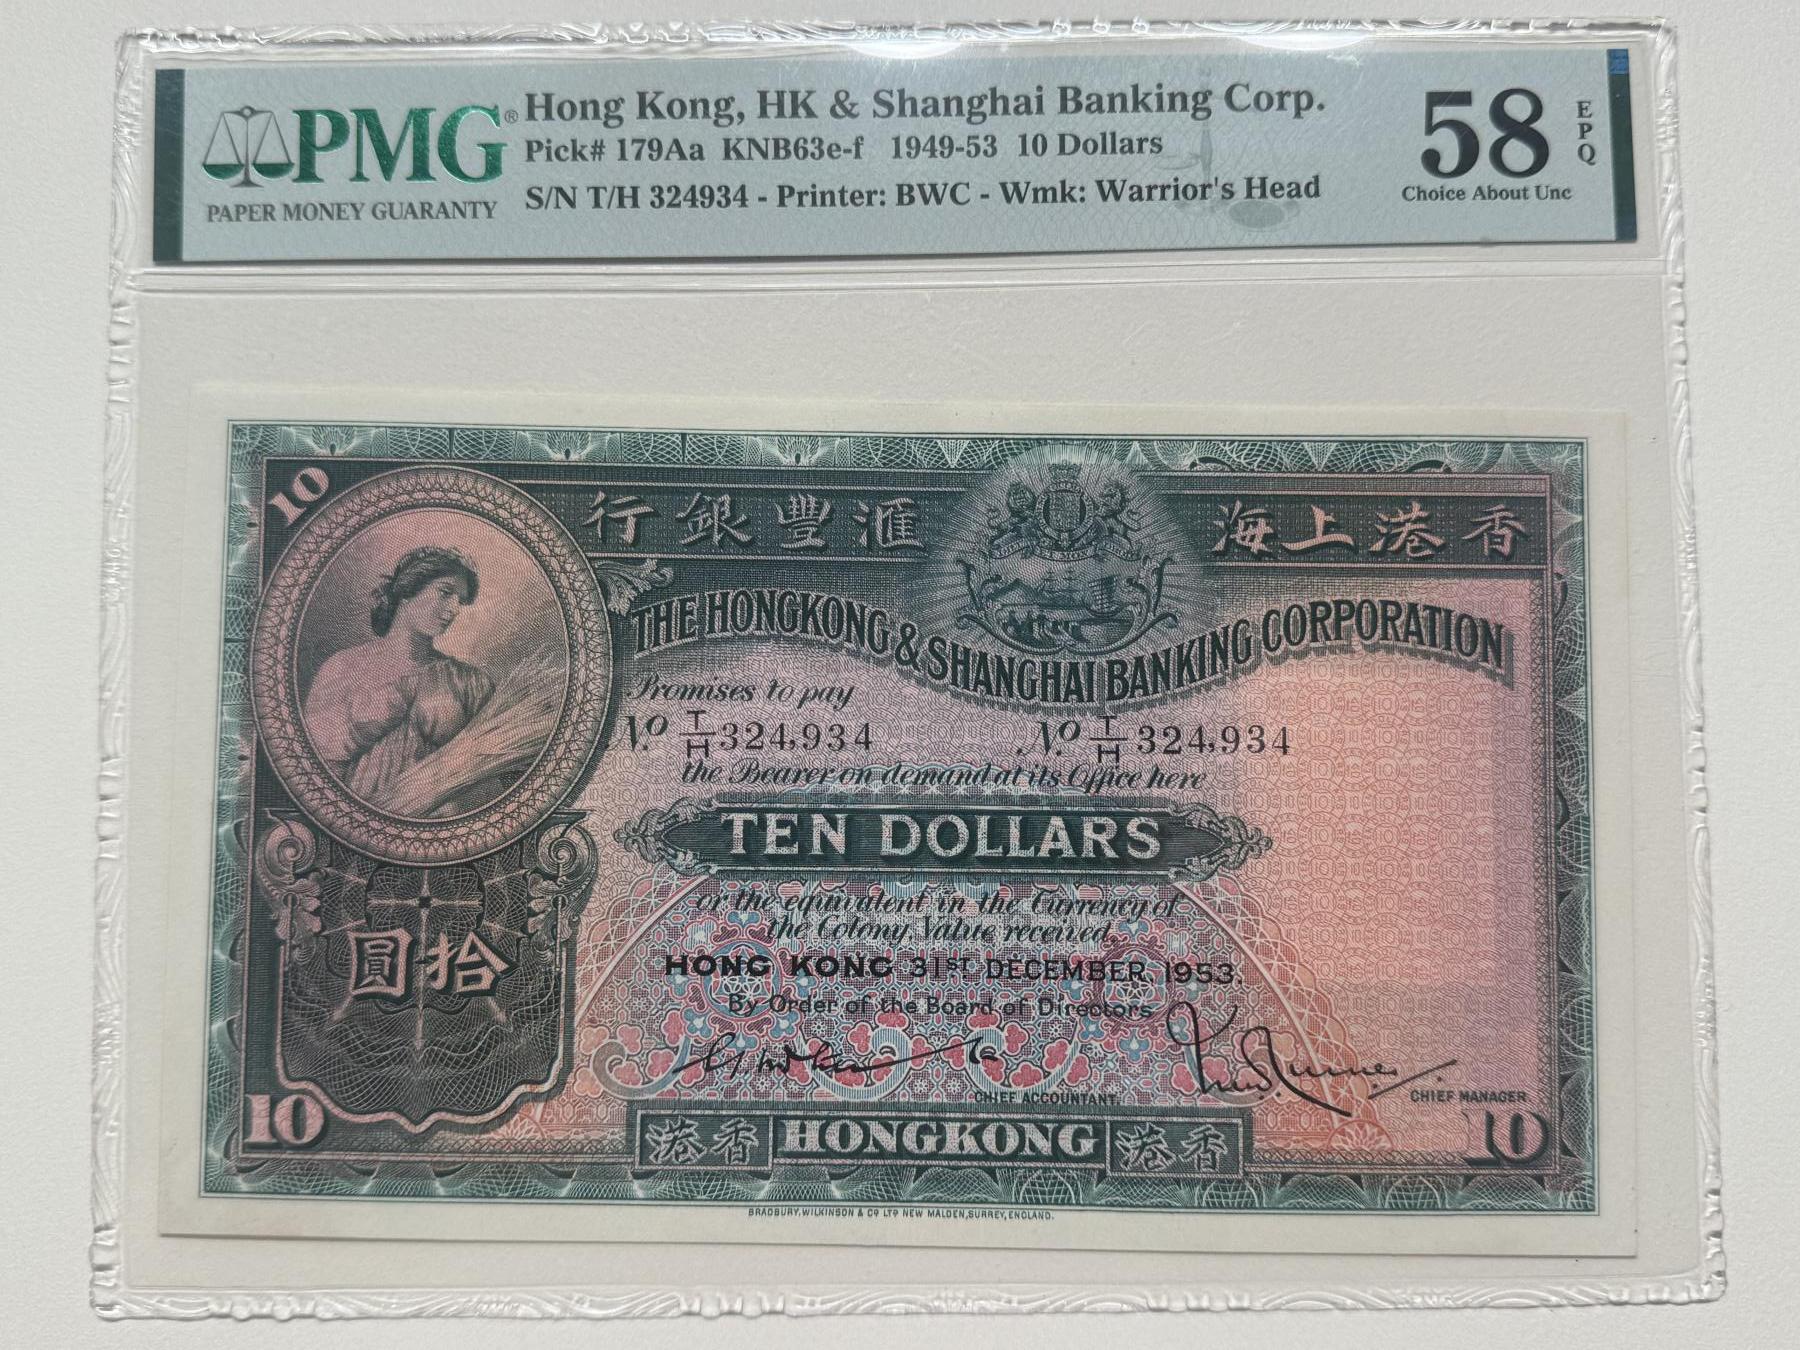 PMG®
PAPER MONEY GUARANTY
Hong Kong, HK & Shanghai Banking Corp.
Pick# 179Aa KNB63e-f 1949-53 10 Dollars
S/N T/H 324934 - Printer: BWC - Wmk: Warrior's Head
58
EPQ
Choice About Unc
10
行銀豐滙
海上港香
THE HONGKONG & SHANGHAI BANKING CORPORATION
Promises to pay
No. T/H 324,934 No. T/H 324,934
the Bearer on demand at its Office here
TEN DOLLARS
or the equivalent in the Currency of
the Colony, Value received.
圓拾
HONG KONG 31ST DECEMBER, 1953.
By Order of the Board of Directors
CHIEF ACCOUNTANT.
CHIEF MANAGER.
10
港香 HONGKONG 港香
10
BRADBURY, WILKINSON & Co LTD NEW MALDEN, SURREY, ENGLAND.